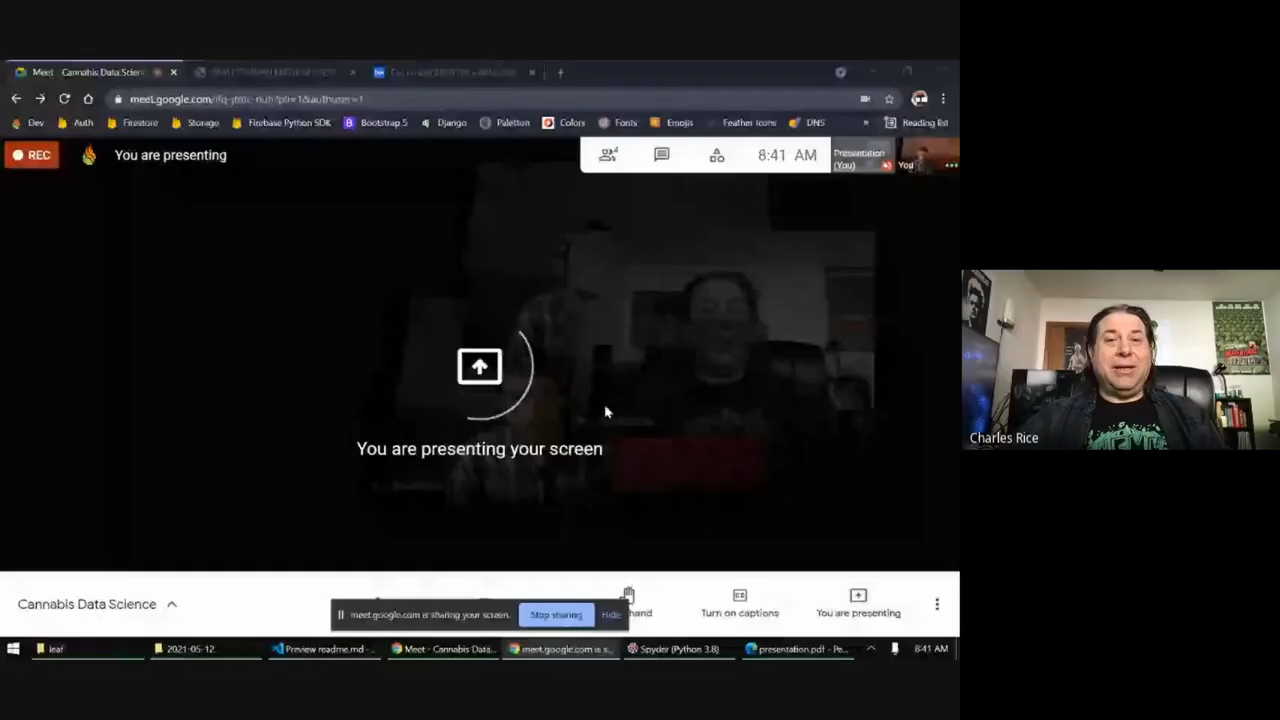 Meet - Cannabis Data Scien
meet.google.com/
Dev Auth Firestore Storage Firebase Python SDK Bootstrap 5 Django Paletton Colors Fonts Emojis Feather Icons DNS » Reading list
REC You are presenting 4 8:41 AM Presentation
(You) You
You are presenting your screen
Charles Rice
Cannabis Data Science meet.google.com is sharing your screen. Stop sharing Hide hand Turn on captions You are presenting
leaf 2021-05-12 Preview readme.md -... Meet - Cannabis Data... meet.google.com is s... Spyder (Python 3.8) presentation.pdf - Pe... 8:41 AM